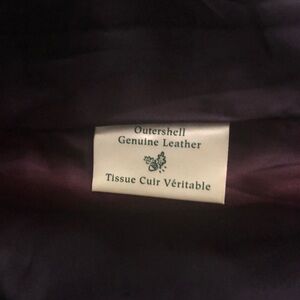 Outershell
Genuine Leather
Tissue Cuir Véritable